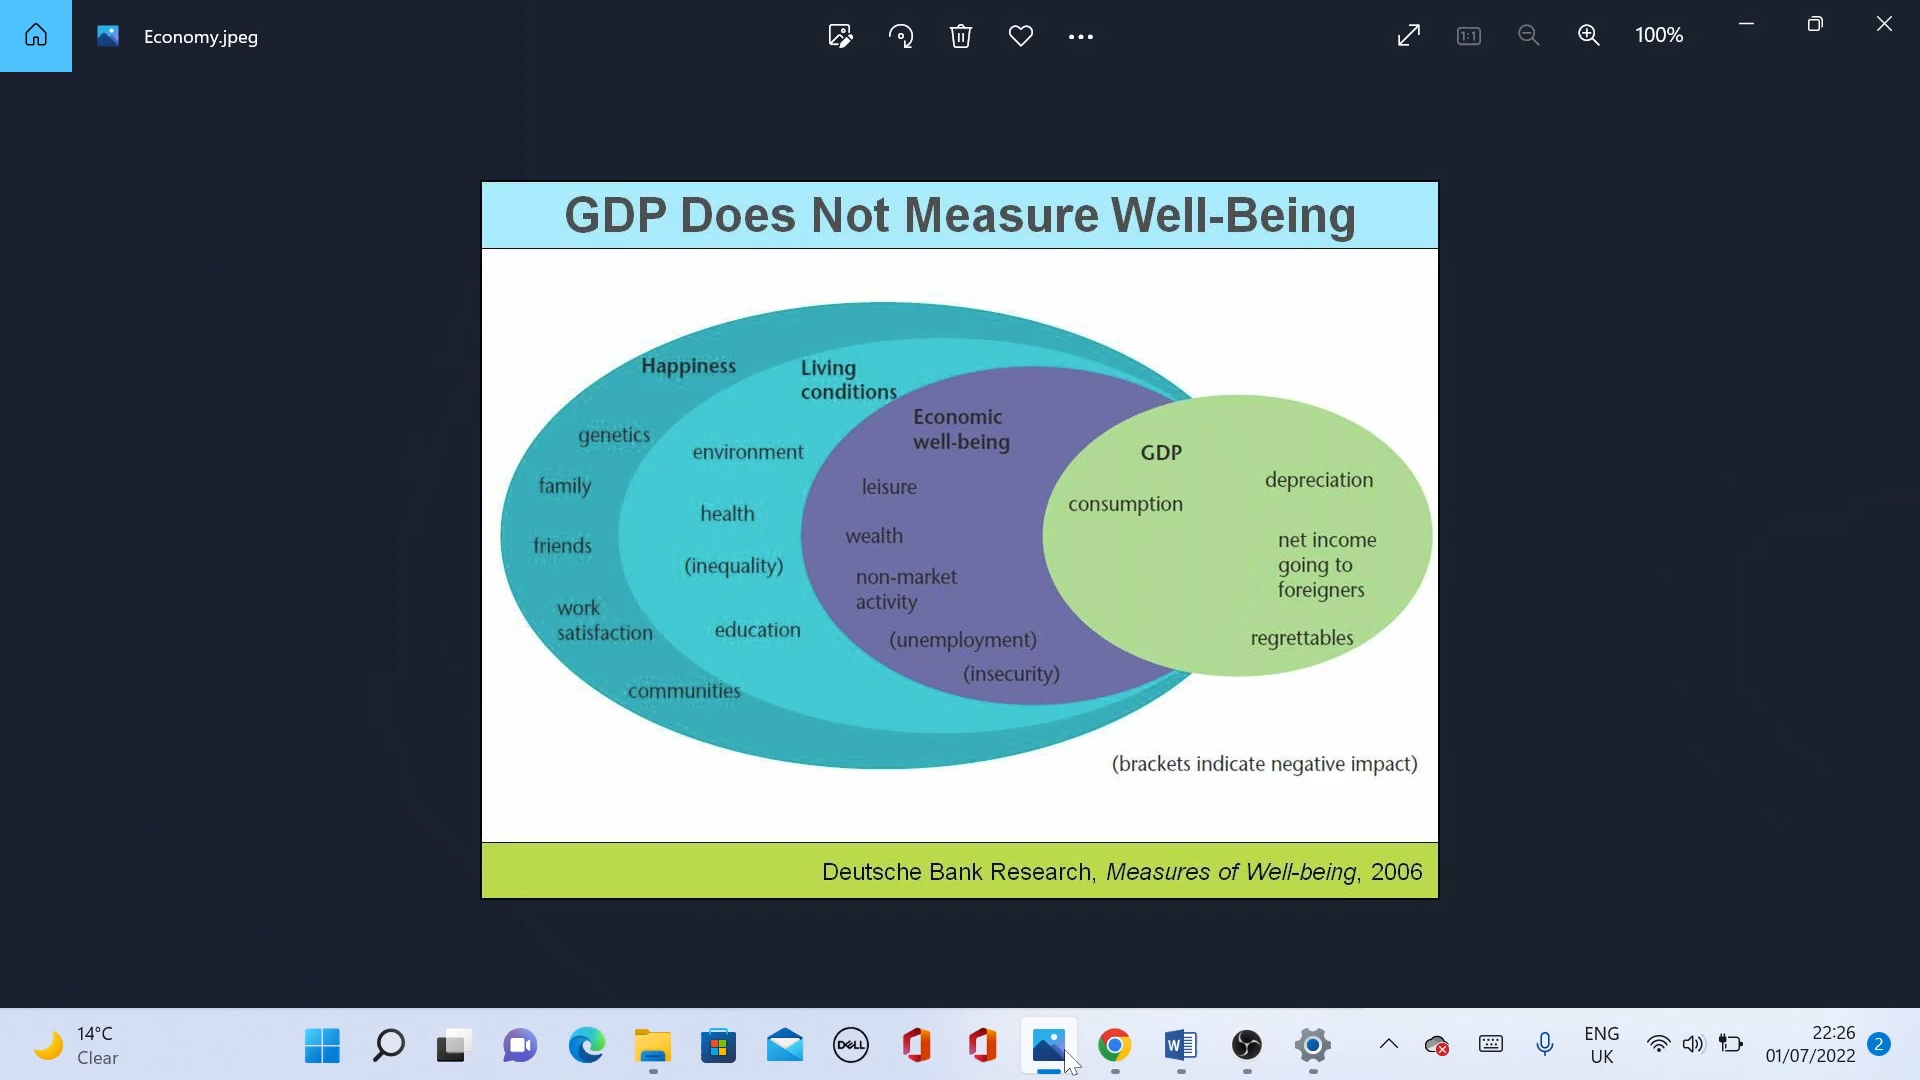 Economy.jpeg
100%
GDP Does Not Measure Well-Being
Happiness
Living
conditions
Economic
well-being
GDP
genetics
environment
depreciation
family
leisure
consumption
health
friends
wealth
net income
going to
foreigners
(inequality)
non-market
activity
work
satisfaction
education
(unemployment)
regrettables
(insecurity)
communities
(brackets indicate negative impact)
Deutsche Bank Research, Measures of Well-being, 2006
14°C
Clear
DELL
W
ENG
UK
22:26
01/07/2022
2
1:1